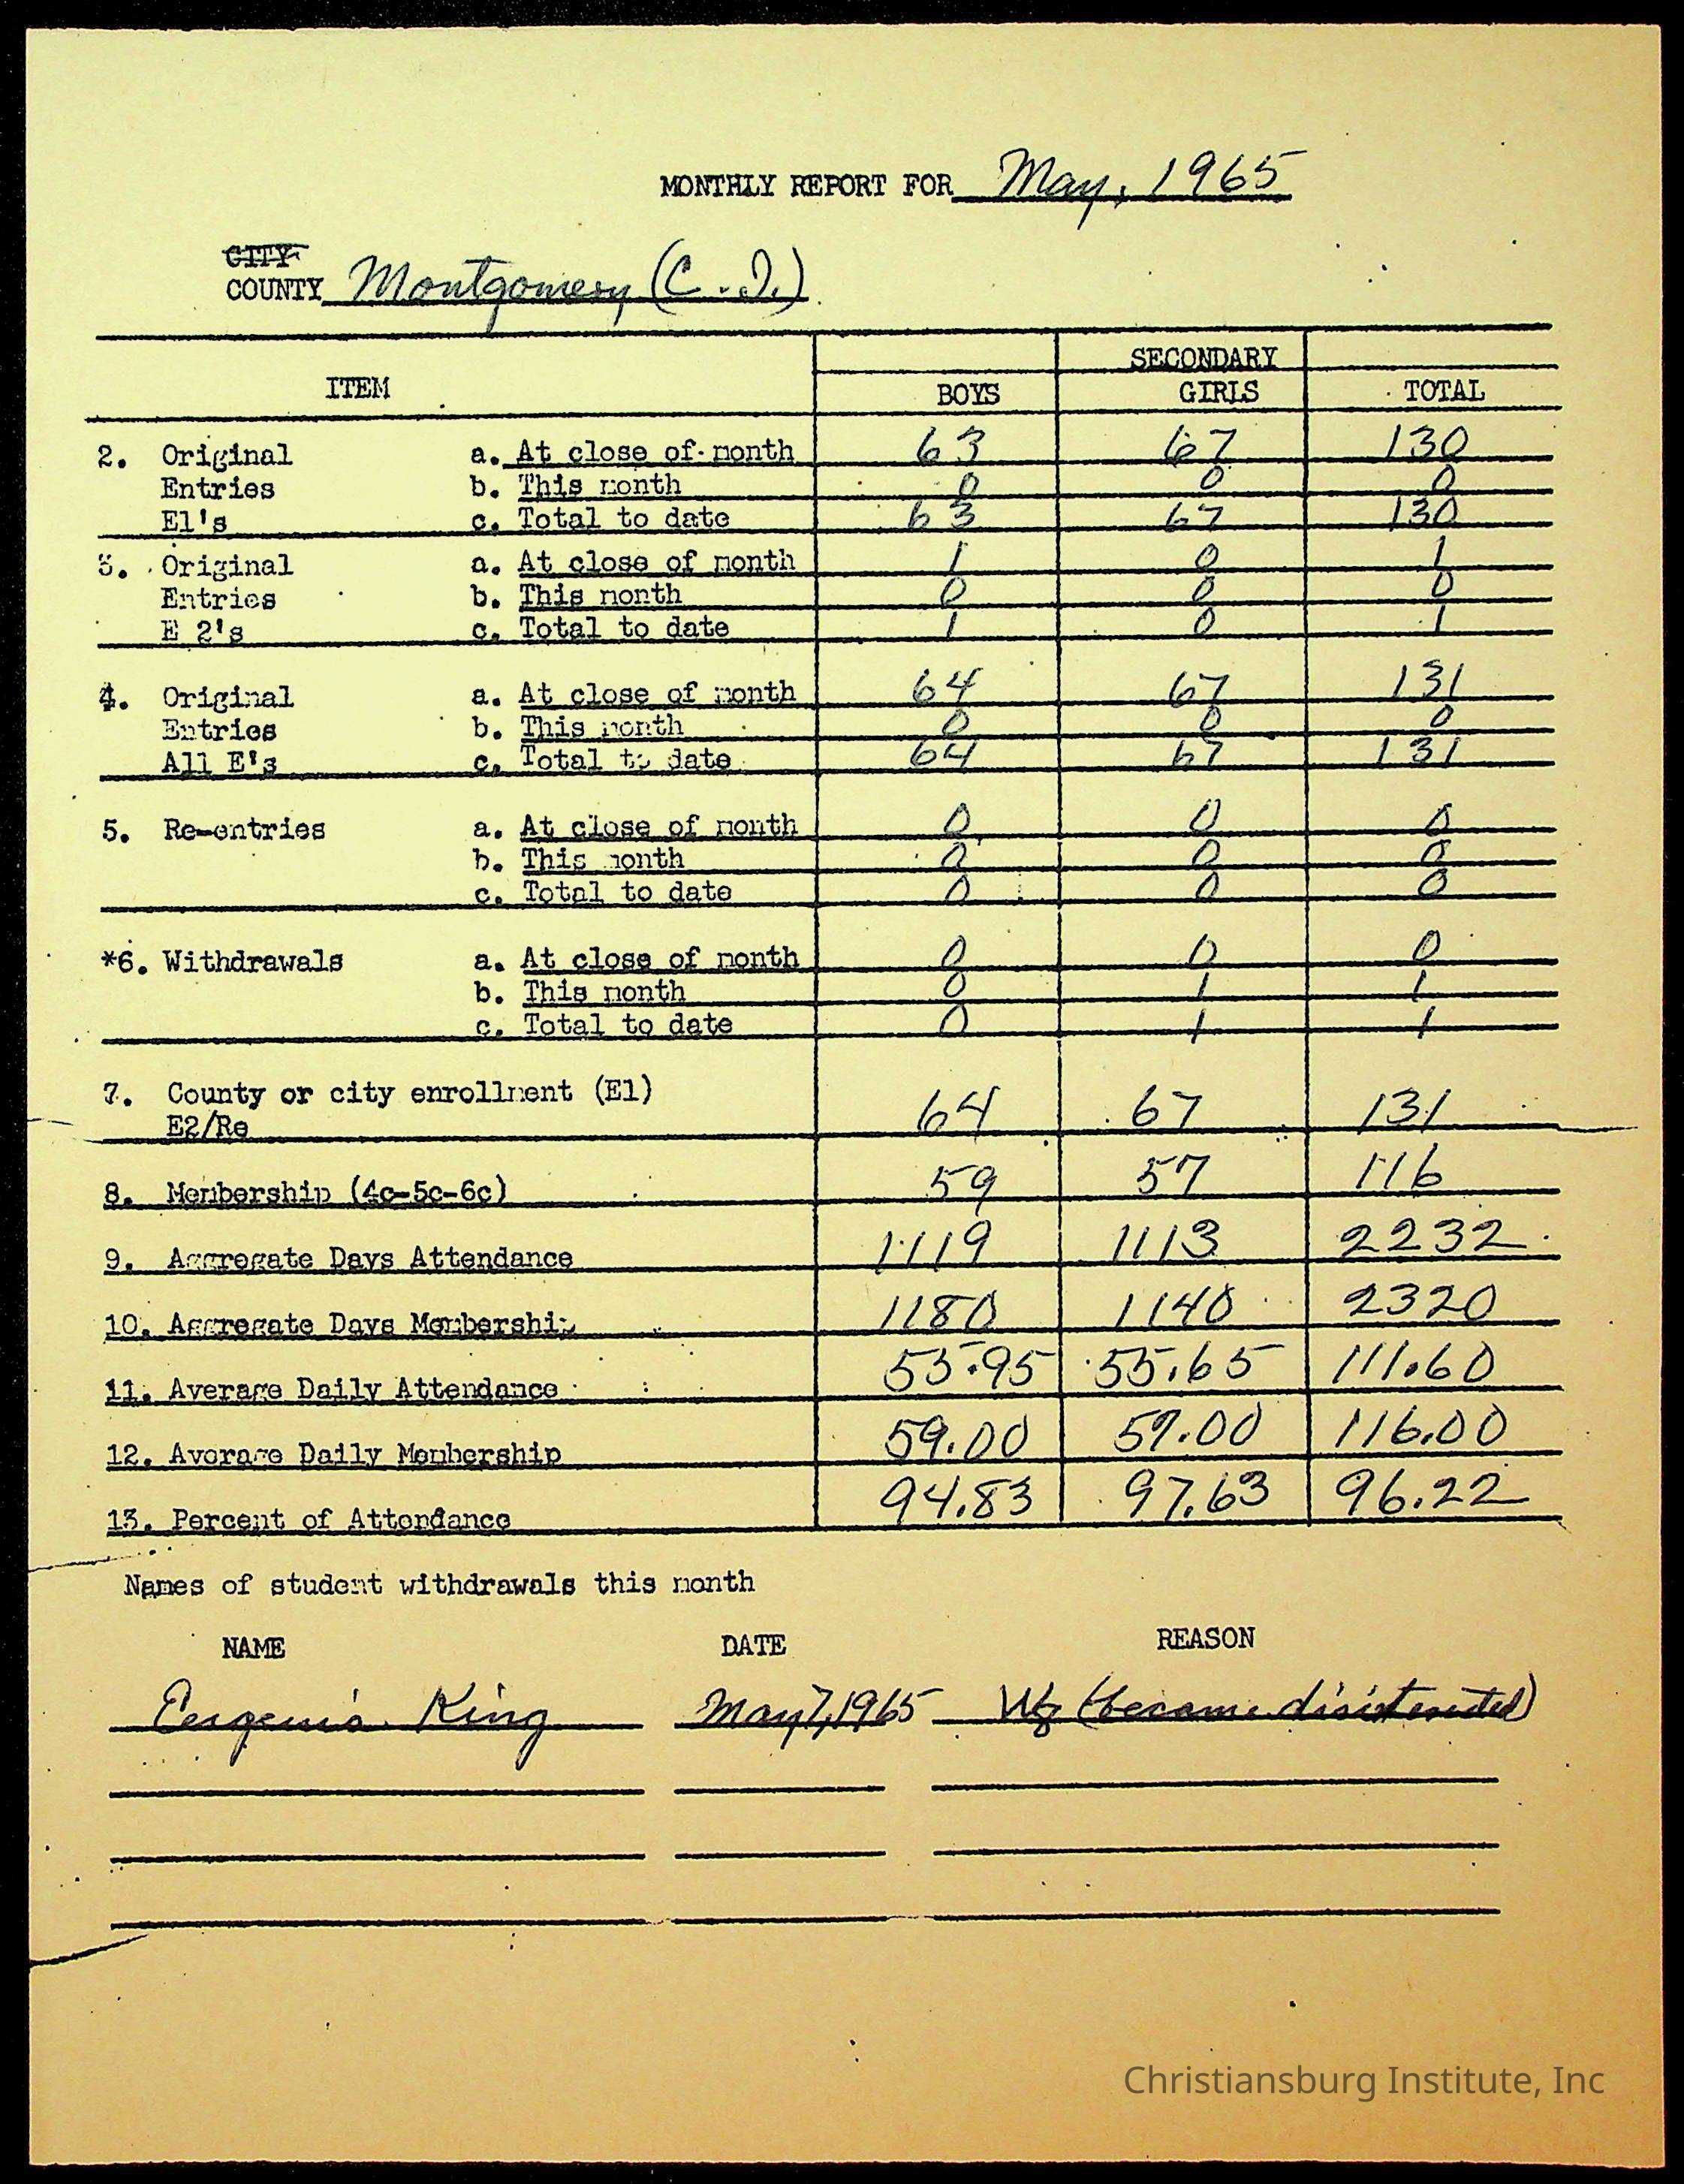 MONTHLY REPORT FOR May, 1965
CITY
COUNTY Montgomery (C. I.)
SECONDARY
ITEM BOYS GIRLS TOTAL
2. Original a. At close of month 63 67 130
Entries b. This month 0 0 0
El's c. Total to date 63 67 130
3. Original a. At close of month 1 0 1
Entries b. This month 0 0 0
E 2's c. Total to date 1 0 1
4. Original a. At close of month 64 67 131
Entries b. This month 0 0 0
All E's c. Total to date 64 67 131
5. Re-entries a. At close of month 0 0 0
b. This month 0 0 0
c. Total to date 0 0 0
*6. Withdrawals a. At close of month 0 0 0
b. This month 0 1 1
c. Total to date 0 1 1
7. County or city enrollment (El)
E2/Re 64 67 131
8. Membership (4c-5c-6c) 59 57 116
9. Aggregate Days Attendance 1119 1113 2232
10. Aggregate Days Membership 1180 1140 2320
11. Average Daily Attendance 55.95 55.65 111.60
12. Average Daily Membership 59.00 57.00 116.00
13. Percent of Attendance 94.83 97.63 96.22
Names of student withdrawals this month
NAME DATE REASON
Eugenia King May 7, 1965 (became disinterested)
Christiansburg Institute, Inc